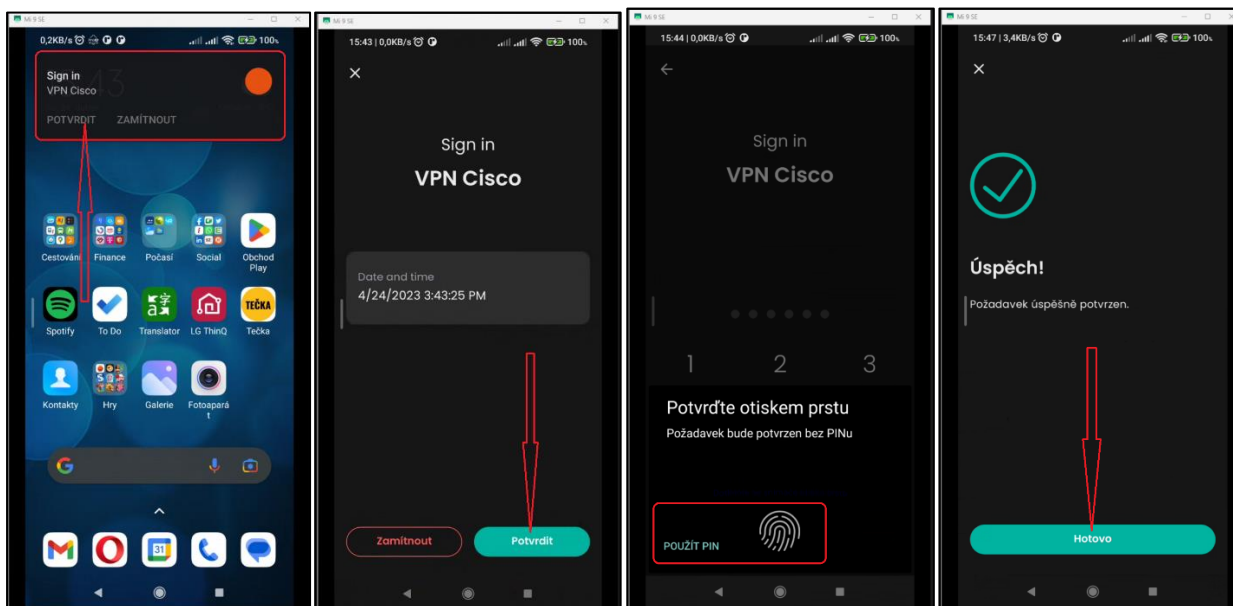 Mi 9 SE
0,2KB/s 100%
Sign in
VPN Cisco
POTVRDIT ZAMÍTNOUT
Cestování Finance Počasí Social Obchod Play
TEČKA
Spotify To Do Translator LG ThinQ Tečka
Kontakty Hry Galerie Fotoapará
t
31
Mi 9 SE
15:43 | 0,0KB/s 100%
Sign in
VPN Cisco
Date and time
4/24/2023 3:43:25 PM
Zamítnout Potvrdit
Mi 9 SE
15:44 | 0,0KB/s 100%
Sign in
VPN Cisco
1 2 3
Potvrďte otiskem prstu
Požadavek bude potvrzen bez PINu
POUŽÍT PIN
Mi 9 SE
15:47 | 3,4KB/s 100%
Úspěch!
Požadavek úspěšně potvrzen.
Hotovo